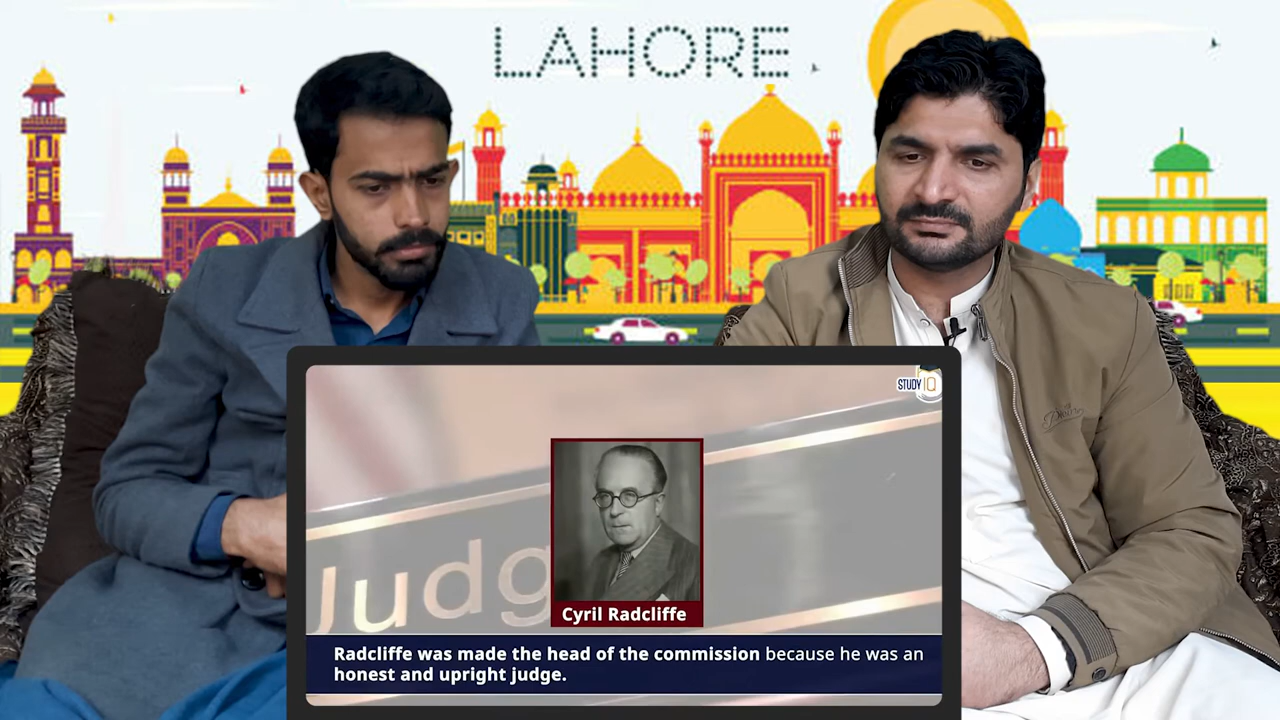 LAHORE
STUDY IQ
Judg
Cyril Radcliffe
Radcliffe was made the head of the commission because he was an
honest and upright judge.